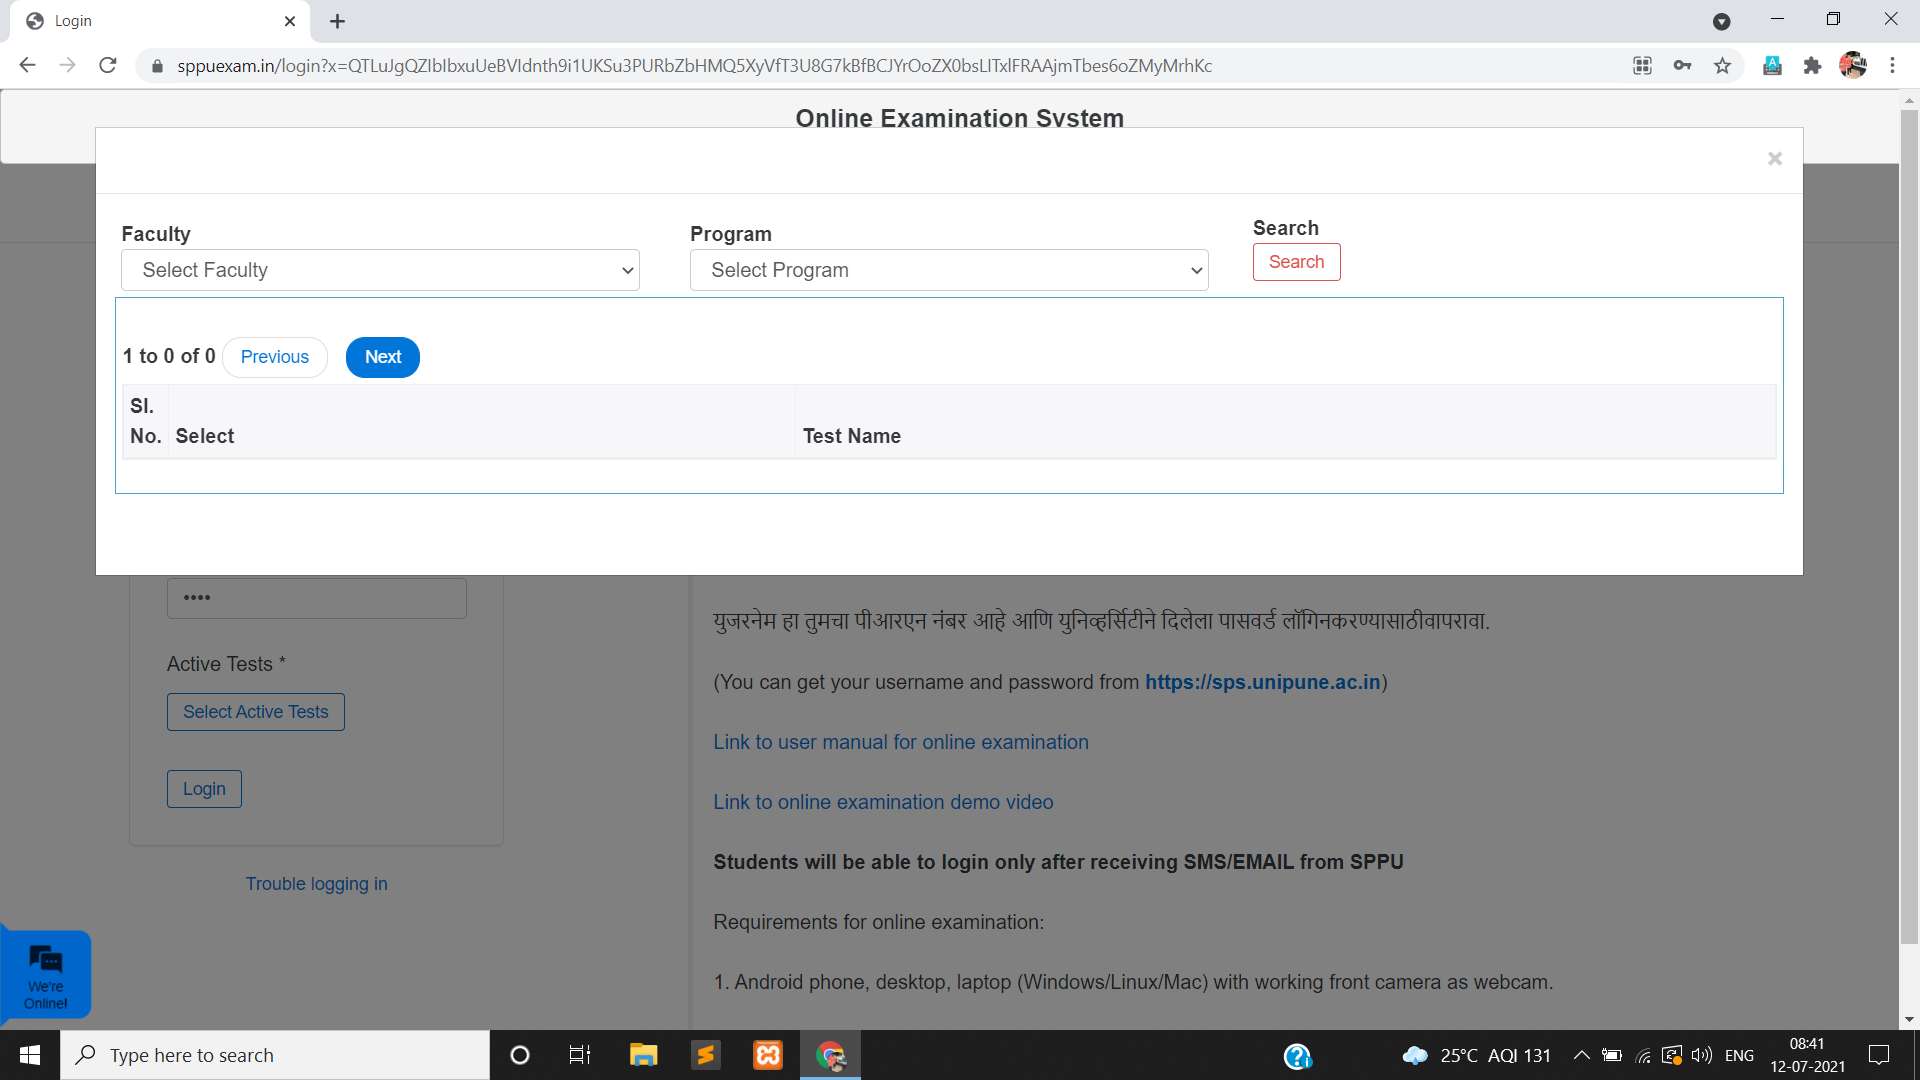 Login
sppuexam.in/login?x=QTLuJgQZIbIbxuUeBVIdnth9i1UKSu3PURbZbHMQ5XyVfT3U8G7kBfBCJYrOoZX0bsLITxlFRAAjmTbes6oZMyMrhKc
Online Examination System
Faculty
Program
Search
Select Faculty
Select Program
Search
1 to 0 of 0 Previous Next
Sl.
No. Select Test Name
••••
Active Tests *
Select Active Tests
Login
Trouble logging in
युजरनेम हा तुमचा पीआरएन नंबर आहे आणि युनिव्हर्सिटीने दिलेला पासवर्ड लॉगिनकरण्यासाठीवापरावा.
(You can get your username and password from https://sps.unipune.ac.in)
Link to user manual for online examination
Link to online examination demo video
Students will be able to login only after receiving SMS/EMAIL from SPPU
Requirements for online examination:
1. Android phone, desktop, laptop (Windows/Linux/Mac) with working front camera as webcam.
We're
Online!
Type here to search
25°C AQI 131
ENG
08:41
12-07-2021